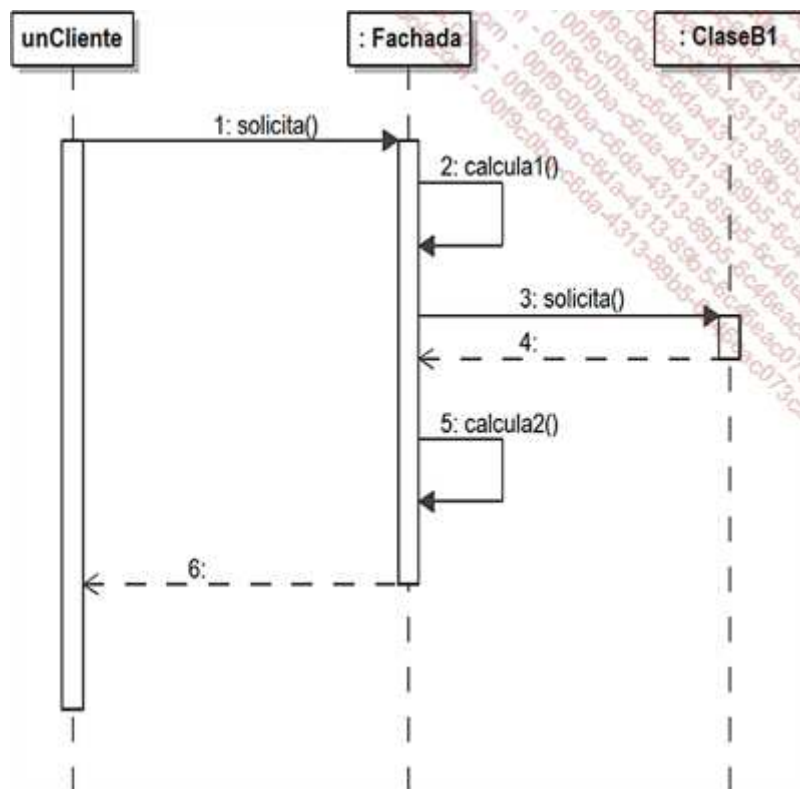 unCliente
: Fachada
: ClaseB1
1: solicita()
2: calcula1()
3: solicita()
4:
5: calcula2()
6: